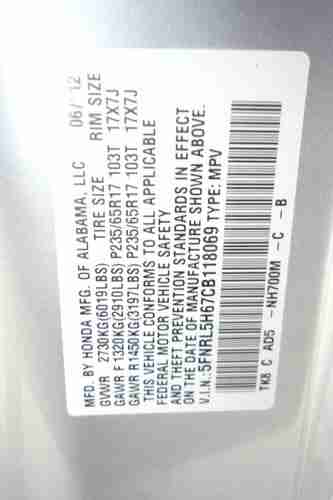 MFD. BY HONDA MFG. OF ALABAMA, LLC 06/12
GVWR 2730KG(6019LBS) TIRE SIZE RIM SIZE
GAWR F 1320KG(2910LBS) P235/65R17 103T 17X7J
GAWR R 1450KG(3197LBS) P235/65R17 103T 17X7J
THIS VEHICLE CONFORMS TO ALL APPLICABLE
FEDERAL MOTOR VEHICLE SAFETY
AND THEFT PREVENTION STANDARDS IN EFFECT
ON THE DATE OF MANUFACTURE SHOWN ABOVE.
V.I.N.: 5FNRL5H67CB118069 TYPE: MPV
TK8 C AD5 -NH700M -C -B